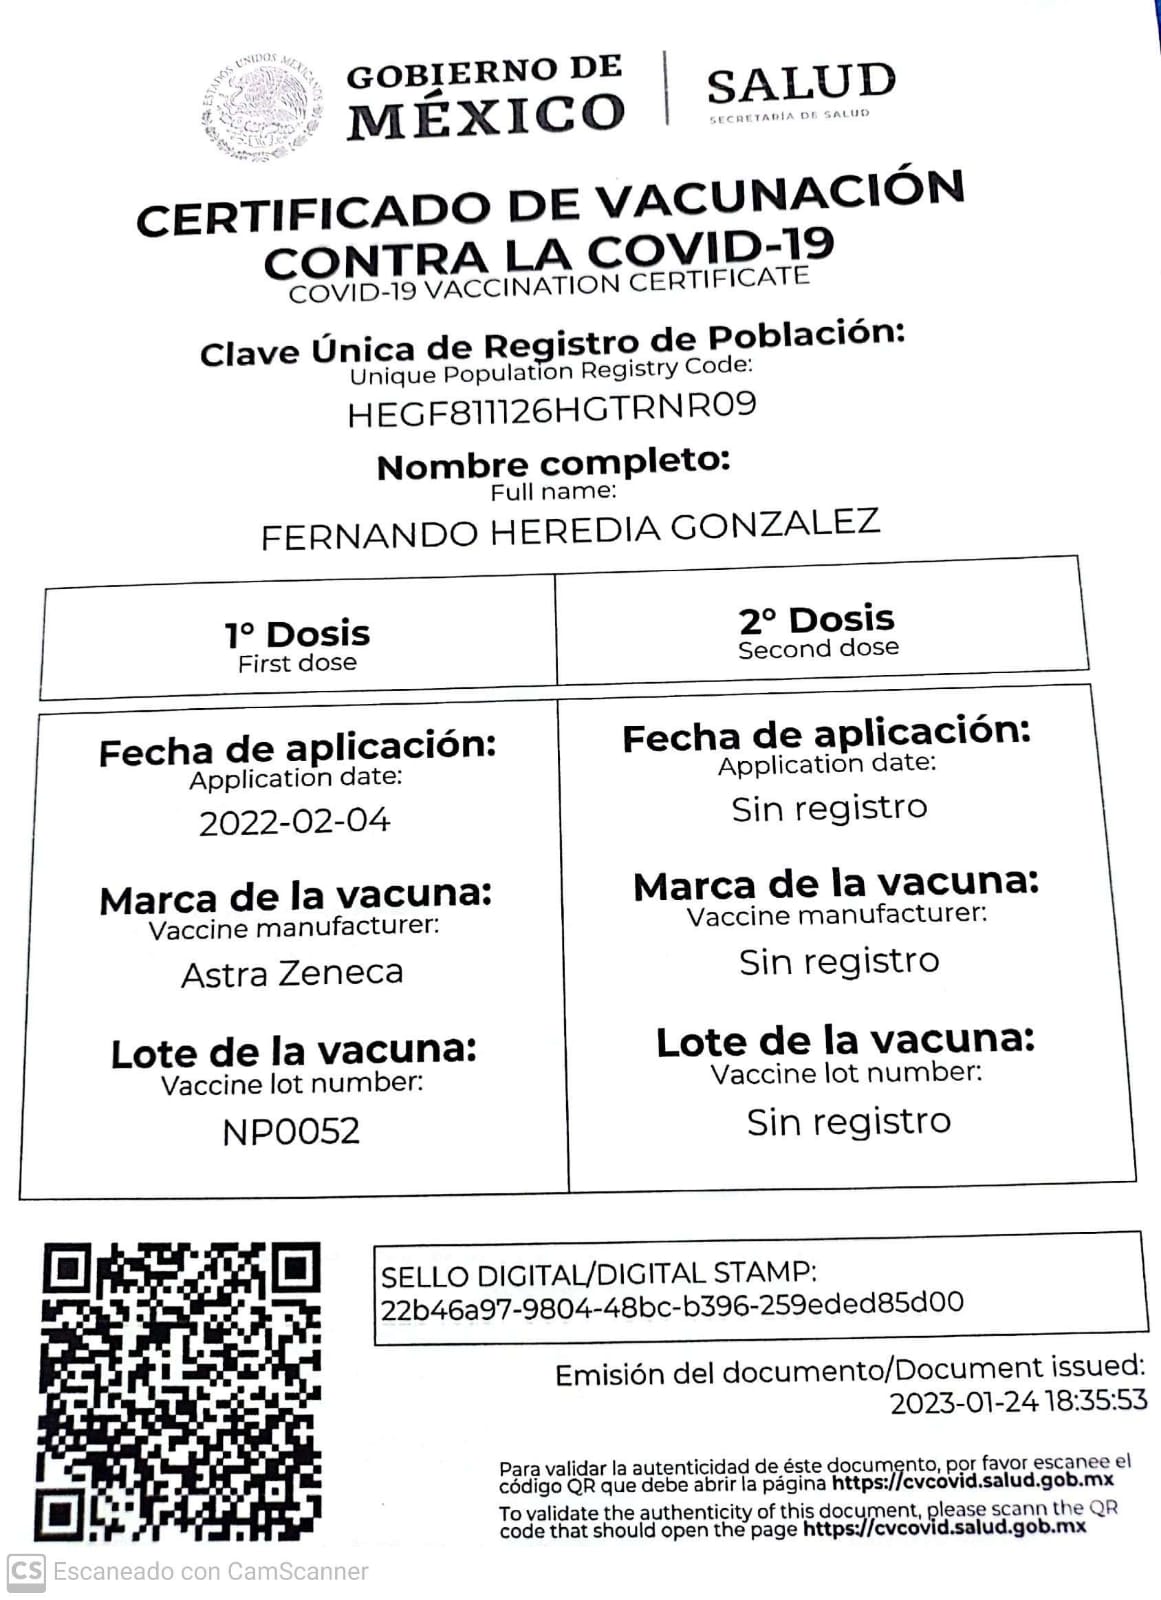 ESTADOS UNIDOS MEXICANOS
GOBIERNO DE
MÉXICO
SALUD
SECRETARÍA DE SALUD
CERTIFICADO DE VACUNACIÓN
CONTRA LA COVID-19
COVID-19 VACCINATION CERTIFICATE
Clave Única de Registro de Población:
Unique Population Registry Code:
HEGF811126HGTRNR09
Nombre completo:
Full name:
FERNANDO HEREDIA GONZALEZ
1º Dosis
First dose
2º Dosis
Second dose
Fecha de aplicación:
Application date:
2022-02-04
Marca de la vacuna:
Vaccine manufacturer:
Astra Zeneca
Lote de la vacuna:
Vaccine lot number:
NP0052
Fecha de aplicación:
Application date:
Sin registro
Marca de la vacuna:
Vaccine manufacturer:
Sin registro
Lote de la vacuna:
Vaccine lot number:
Sin registro
SELLO DIGITAL/DIGITAL STAMP:
22b46a97-9804-48bc-b396-259eded85d00
Emisión del documento/Document issued:
2023-01-24 18:35:53
Para validar la autenticidad de éste documento, por favor escanee el
código QR que debe abrir la página https://cvcovid.salud.gob.mx
To validate the authenticity of this document, please scann the QR
code that should open the page https://cvcovid.salud.gob.mx
CS Escaneado con CamScanner